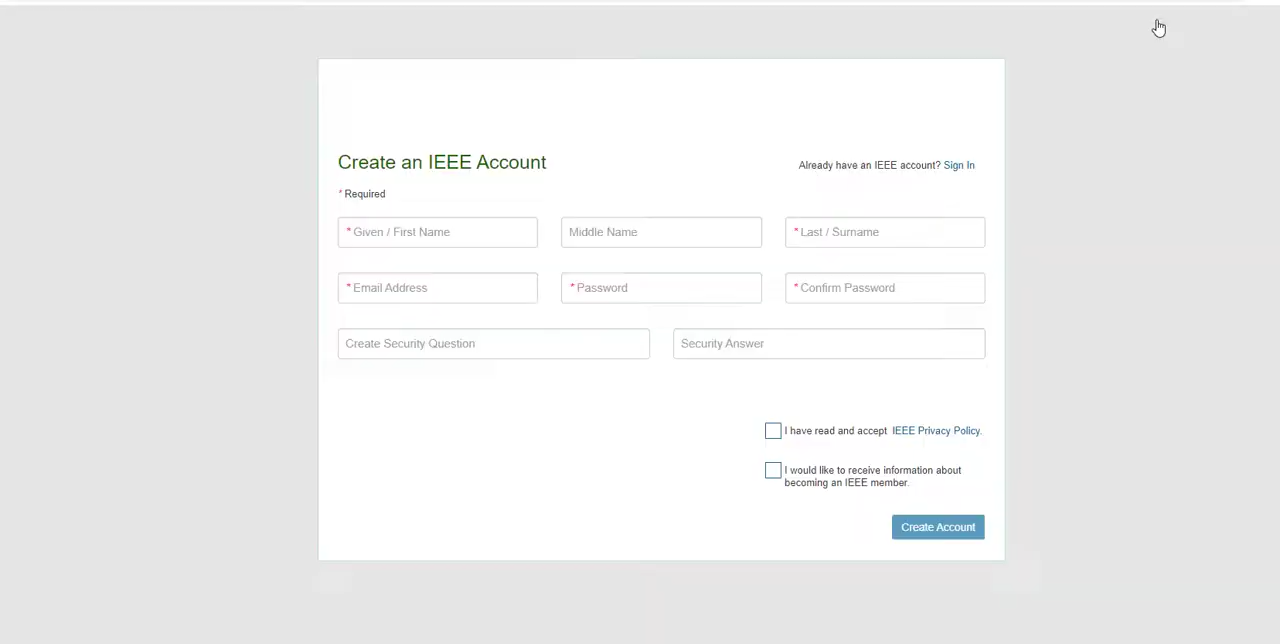 Create an IEEE Account
Already have an IEEE account? Sign In
* Required
* Given / First Name
Middle Name
* Last / Surname
* Email Address
* Password
* Confirm Password
Create Security Question
Security Answer
I have read and accept IEEE Privacy Policy.
I would like to receive information about
becoming an IEEE member.
Create Account